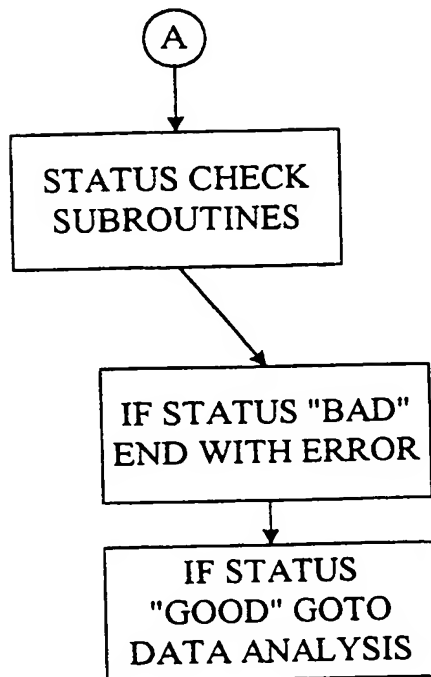 A
STATUS CHECK
SUBROUTINES
IF STATUS "BAD"
END WITH ERROR
IF STATUS
"GOOD" GOTO
DATA ANALYSIS